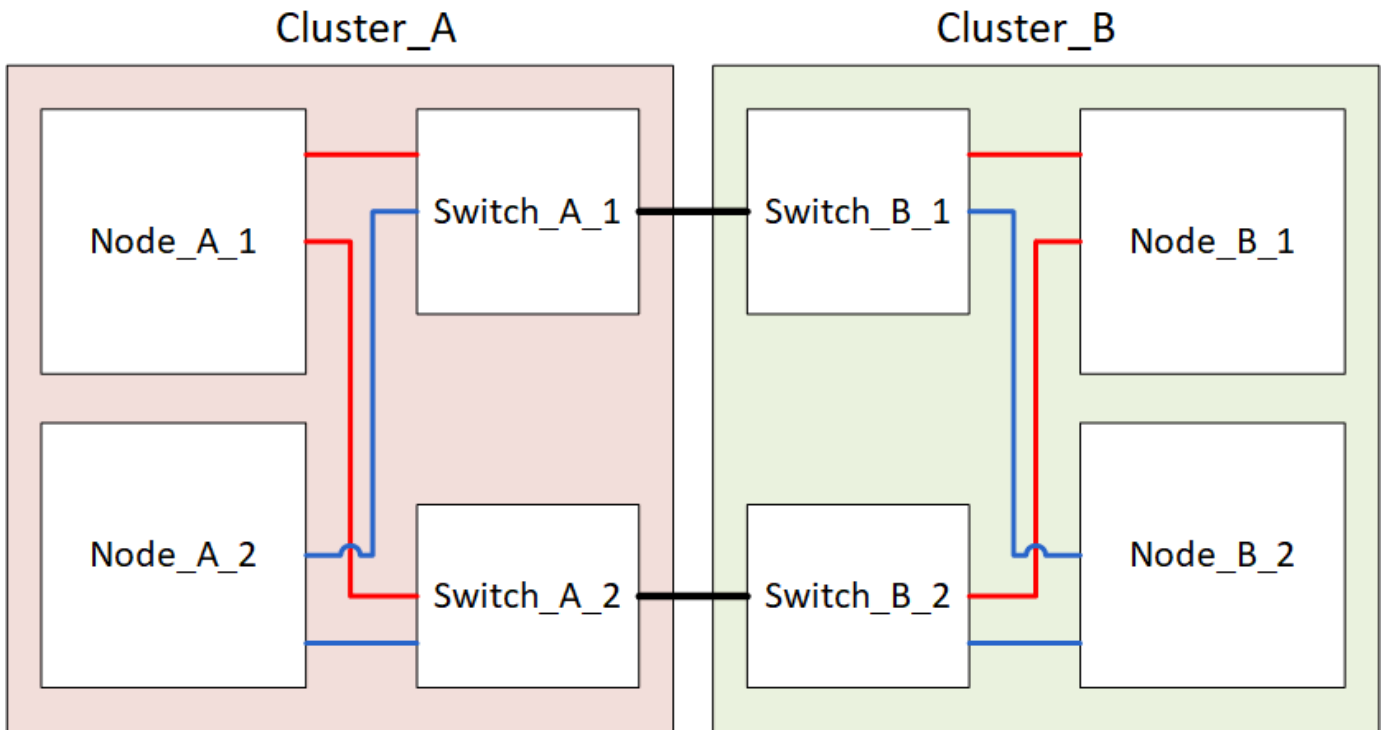 Cluster_A
Cluster_B
Node_A_1
Switch_A_1
Switch_B_1
Node_B_1
Node_A_2
Switch_A_2
Switch_B_2
Node_B_2